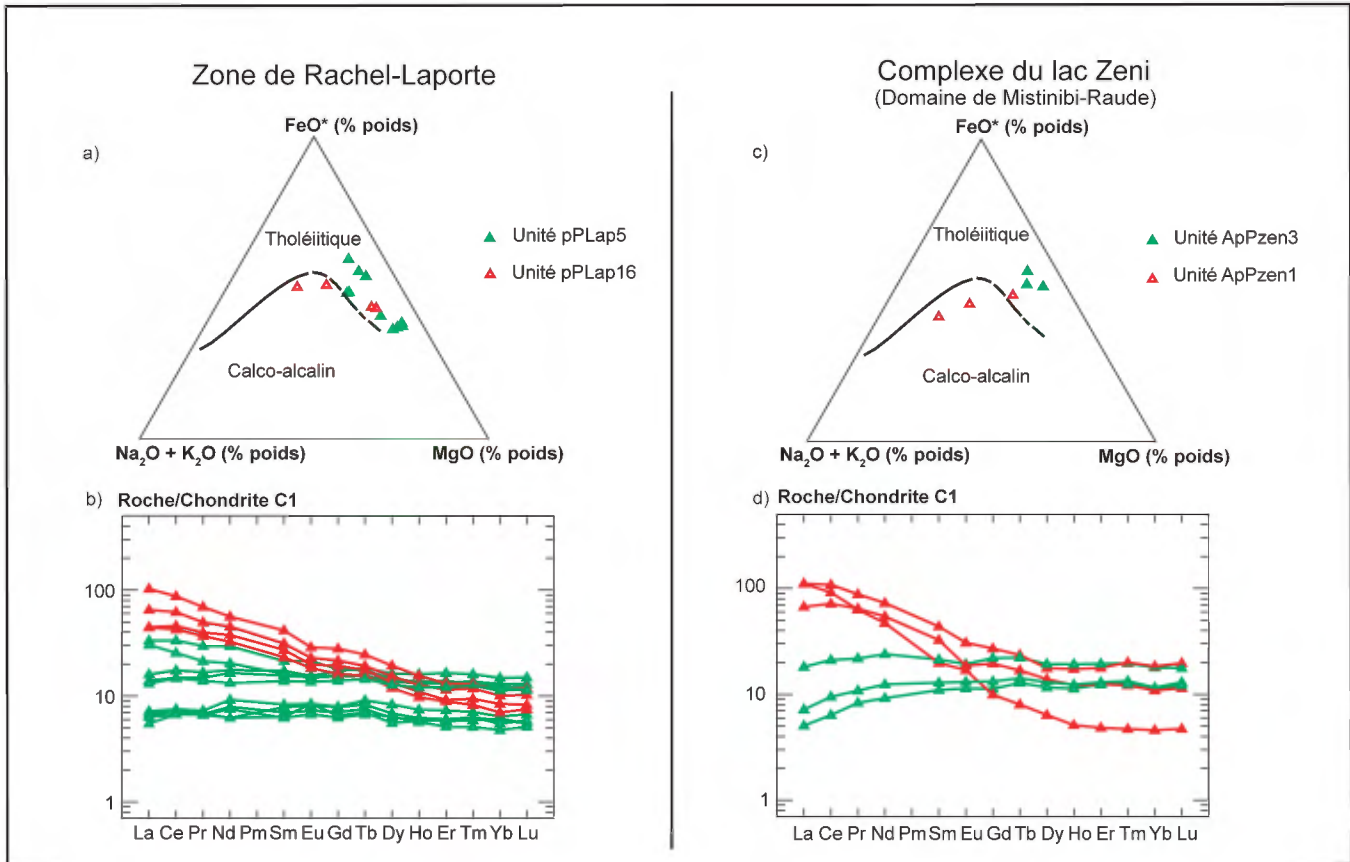 Zone de Rachel-Laporte
a)
FeO* (% poids)
Tholéiitique
Calco-alcalin
Na₂O + K₂O (% poids)
MgO (% poids)
Unité pPLap5
Unité pPLap16
b)
Roche/Chondrite C1
100
10
1
La Ce Pr Nd Pm Sm Eu Gd Tb Dy Ho Er Tm Yb Lu
Complexe du lac Zeni
(Domaine de Mistinibi-Raude)
c)
FeO* (% poids)
Tholéiitique
Calco-alcalin
Na₂O + K₂O (% poids)
MgO (% poids)
Unité ApPzen3
Unité ApPzen1
d)
Roche/Chondrite C1
100
10
1
La Ce Pr Nd Pm Sm Eu Gd Tb Dy Ho Er Tm Yb Lu